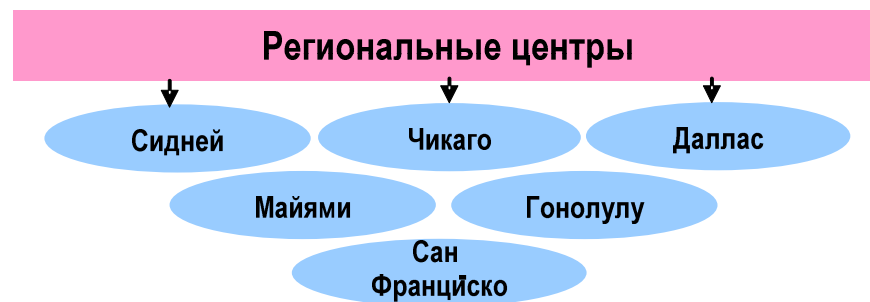 Региональные центры
Сидней
Чикаго
Даллас
Майями
Гонолулу
Сан
Франциско